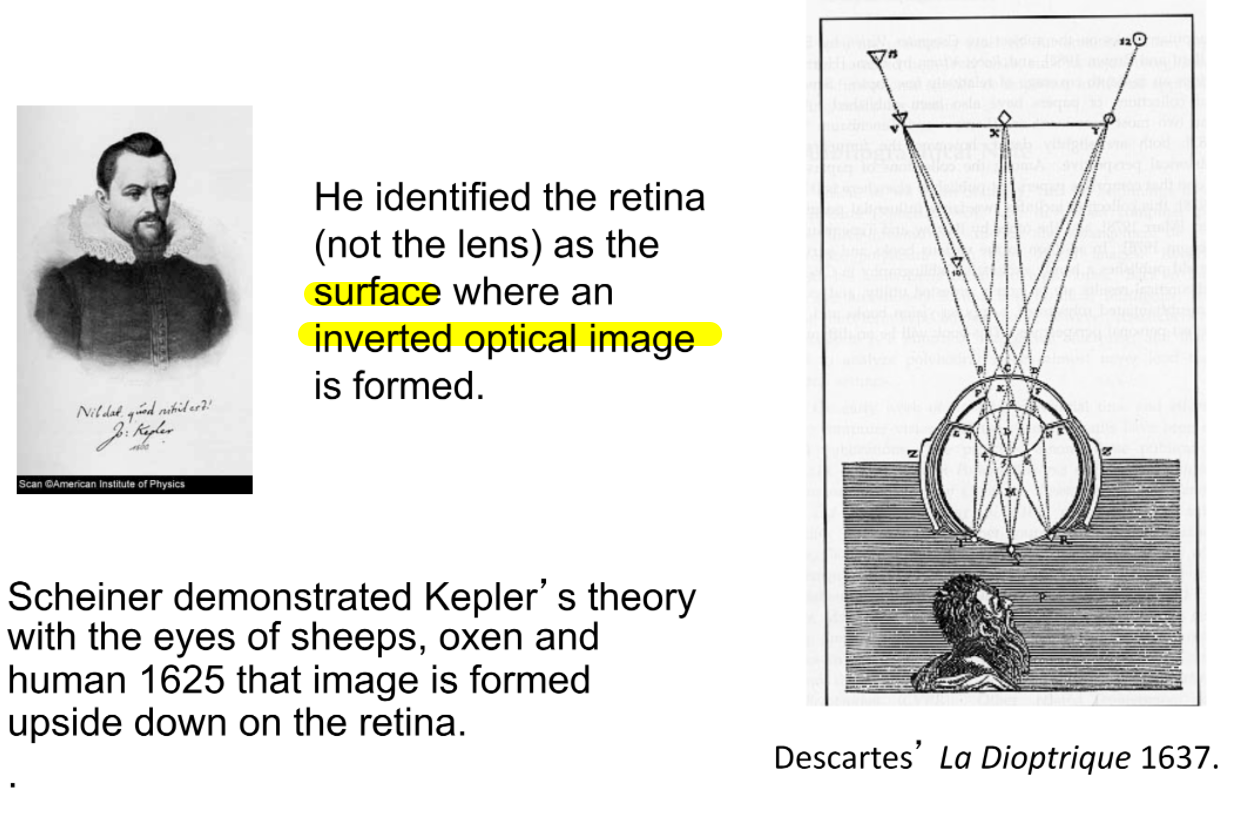 He identified the retina
(not the lens) as the
surface where an
inverted optical image
is formed.
Nil dat quod nihil est!
Jo: Kepler
Scan ©American Institute of Physics
Scheiner demonstrated Kepler’ s theory
with the eyes of sheeps, oxen and
human 1625 that image is formed
upside down on the retina.
.
12
V X Y
10
B C D
Z Z
M
T R
S
P
Descartes’ La Dioptrique 1637.